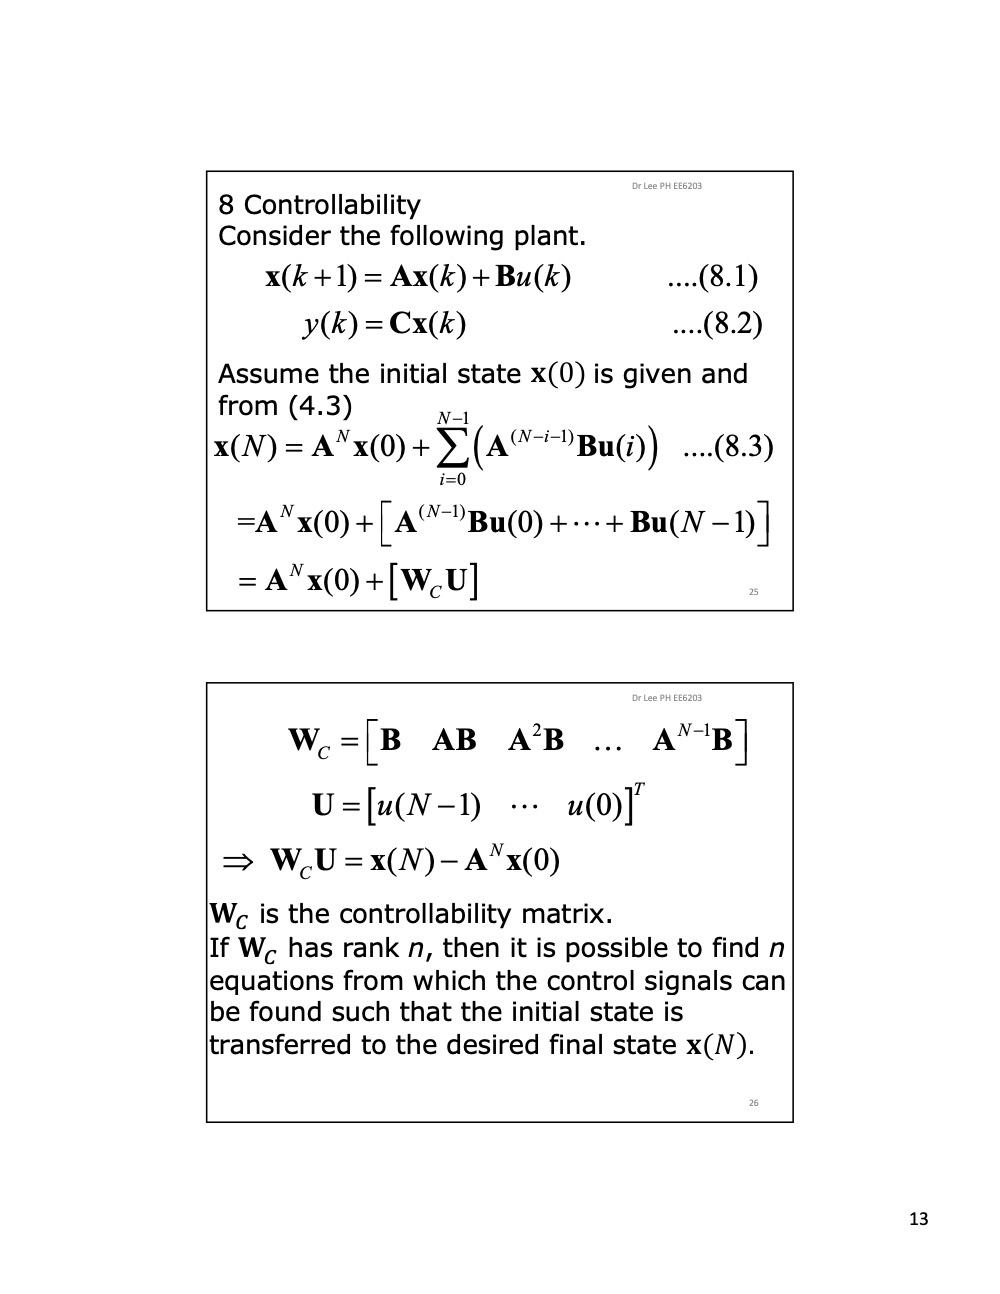 Dr Lee PH EE6203
8 Controllability
Consider the following plant.
x(k+1) = Ax(k) + Bu(k) ....(8.1)
y(k) = Cx(k) ....(8.2)
Assume the initial state x(0) is given and
from (4.3)
x(N) = A^N x(0) + ∑_{i=0}^{N−1} (A^{(N−i−1)} Bu(i)) ....(8.3)
=A^N x(0) + [A^{(N−1)} Bu(0) + ⋯ + Bu(N−1)]
= A^N x(0) + [W_C U]
25
Dr Lee PH EE6203
W_C = [B AB A^2B … A^{N−1}B]
U = [u(N−1) ⋯ u(0)]^T
⇒ W_C U = x(N) − A^N x(0)
W_C is the controllability matrix.
If W_C has rank n, then it is possible to find n
equations from which the control signals can
be found such that the initial state is
transferred to the desired final state x(N).
26
13